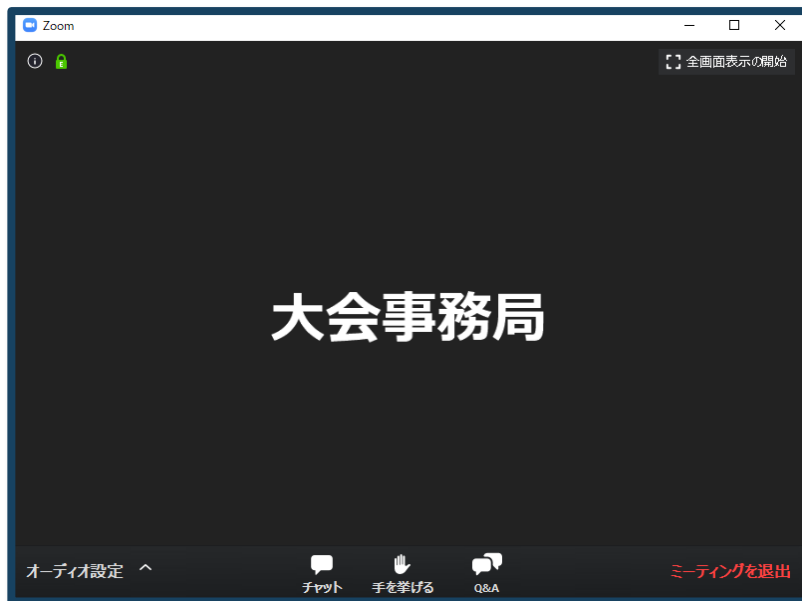 Zoom
全画面表示の開始
大会事務局
オーディオ設定
チャット
手を挙げる
Q&A
ミーティングを退出